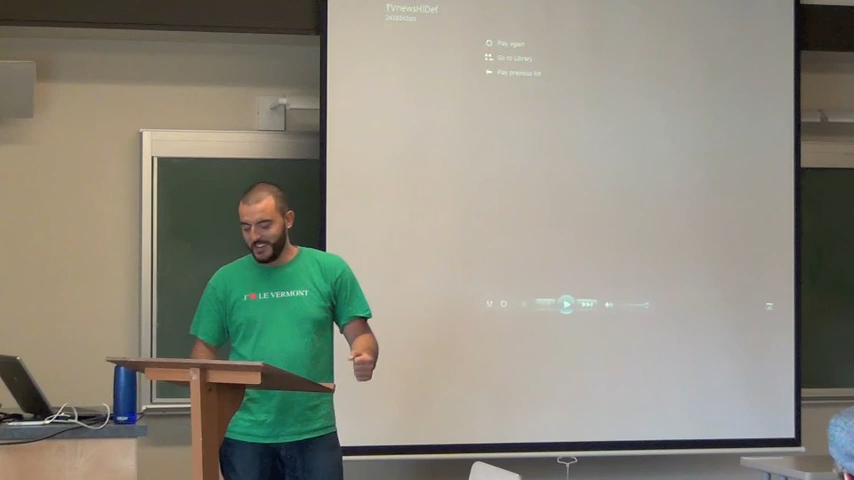 TVnewsHiDef
Play again
Go to Library
Play previous list
J' LE VERMONT